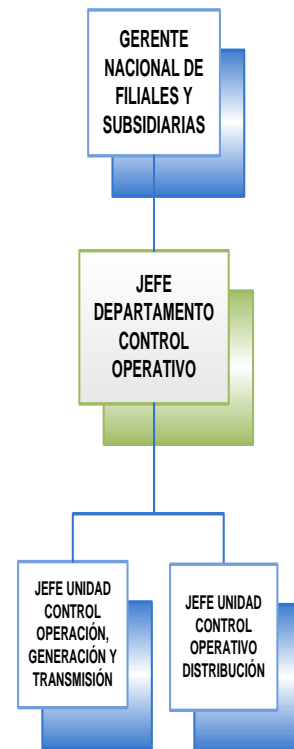 GERENTE
NACIONAL DE
FILIALES Y
SUBSIDIARIAS
JEFE
DEPARTAMENTO
CONTROL
OPERATIVO
JEFE UNIDAD
CONTROL
OPERACIÓN,
GENERACIÓN Y
TRANSMISIÓN
JEFE UNIDAD
CONTROL
OPERATIVO
DISTRIBUCIÓN